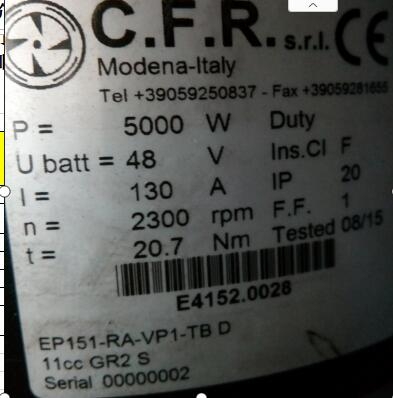 C.F.R. s.r.l. CE
Modena-Italy
Tel +39059250837 - Fax +39059281655
P = 5000 W Duty
U batt = 48 V Ins.Cl F
I = 130 A IP 20
n = 2300 rpm F.F. 1
t = 20.7 Nm Tested 08/15
E4152.0028
EP151-RA-VP1-TB D
11cc GR2 S
Serial 00000002